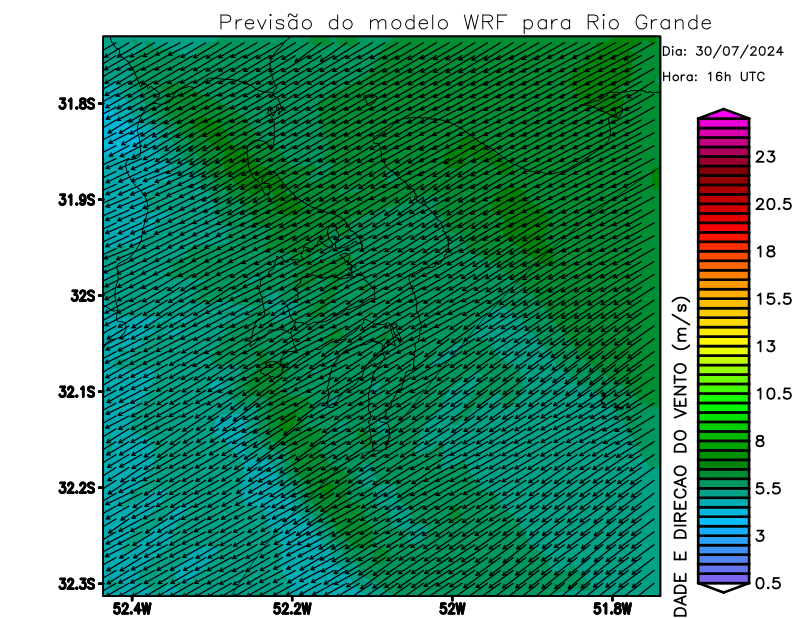 Previsão do modelo WRF para Rio Grande
Dia: 30/07/2024
Hora: 16h UTC
31.8S
31.9S
32S
32.1S
32.2S
32.3S
52.4W
52.2W
52W
51.8W
23
20.5
18
15.5
13
10.5
8
5.5
3
0.5
DADE E DIRECAO DO VENTO (m/s)